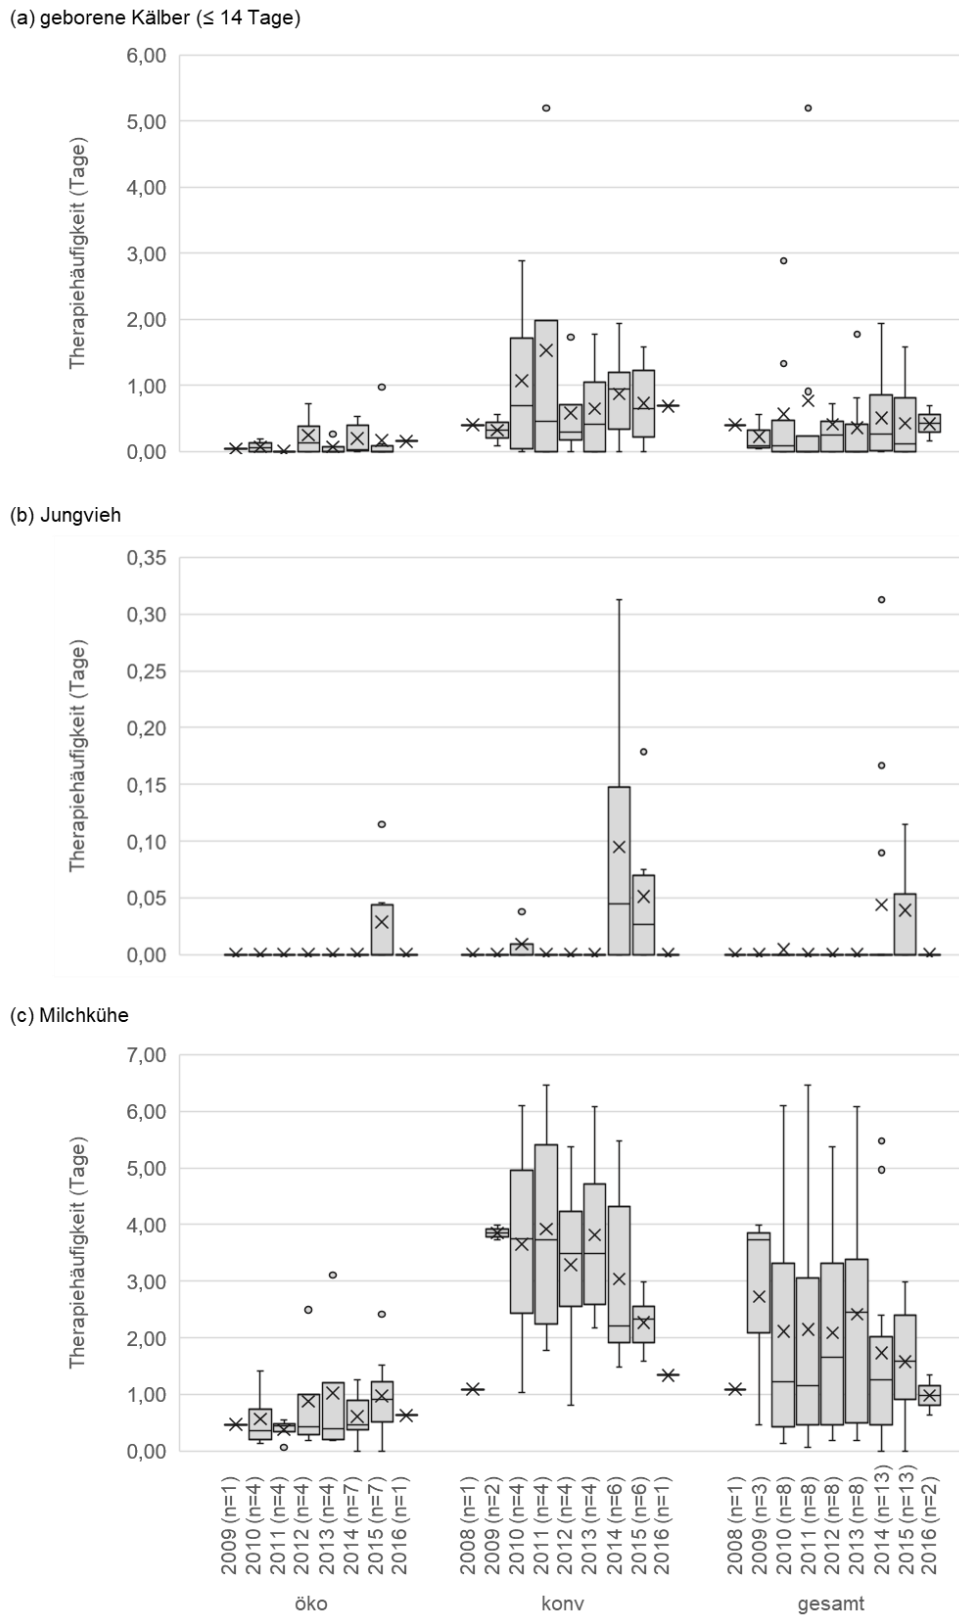 (a) geborene Kälber (≤ 14 Tage)
Therapiehäufigkeit (Tage)
6,00
5,00
4,00
3,00
2,00
1,00
0,00
(b) Jungvieh
Therapiehäufigkeit (Tage)
0,35
0,30
0,25
0,20
0,15
0,10
0,05
0,00
(c) Milchkühe
Therapiehäufigkeit (Tage)
7,00
6,00
5,00
4,00
3,00
2,00
1,00
0,00
2009 (n=1)
2010 (n=4)
2011 (n=4)
2012 (n=4)
2013 (n=4)
2014 (n=7)
2015 (n=7)
2016 (n=1)
2008 (n=1)
2009 (n=2)
2010 (n=4)
2011 (n=4)
2012 (n=4)
2013 (n=4)
2014 (n=6)
2015 (n=6)
2016 (n=1)
2008 (n=1)
2009 (n=3)
2010 (n=8)
2011 (n=8)
2012 (n=8)
2013 (n=8)
2014 (n=13)
2015 (n=13)
2016 (n=2)
öko
konv
gesamt